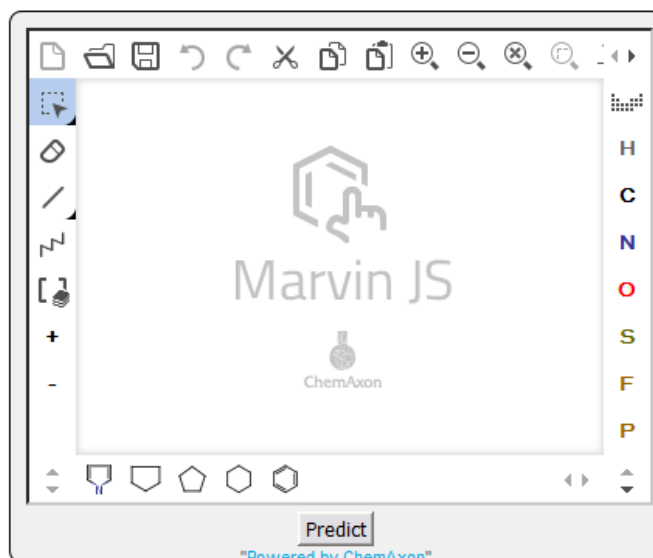 H
C
N
O
S
F
P
+
-
Marvin JS
ChemAxon
N
Predict
"Powered by ChemAxon"